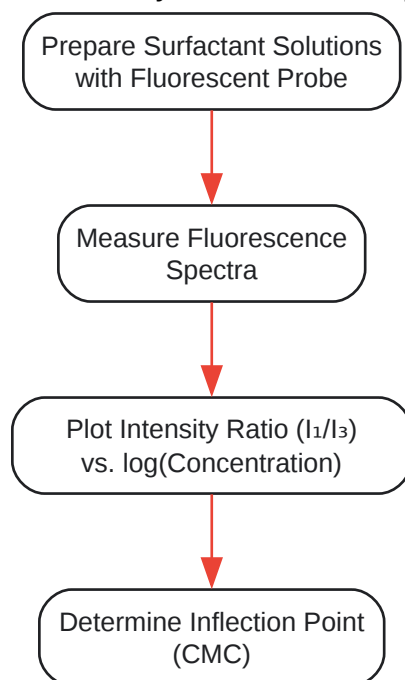 Prepare Surfactant Solutions
with Fluorescent Probe
Measure Fluorescence
Spectra
Plot Intensity Ratio (I₁/I₃)
vs. log(Concentration)
Determine Inflection Point
(CMC)